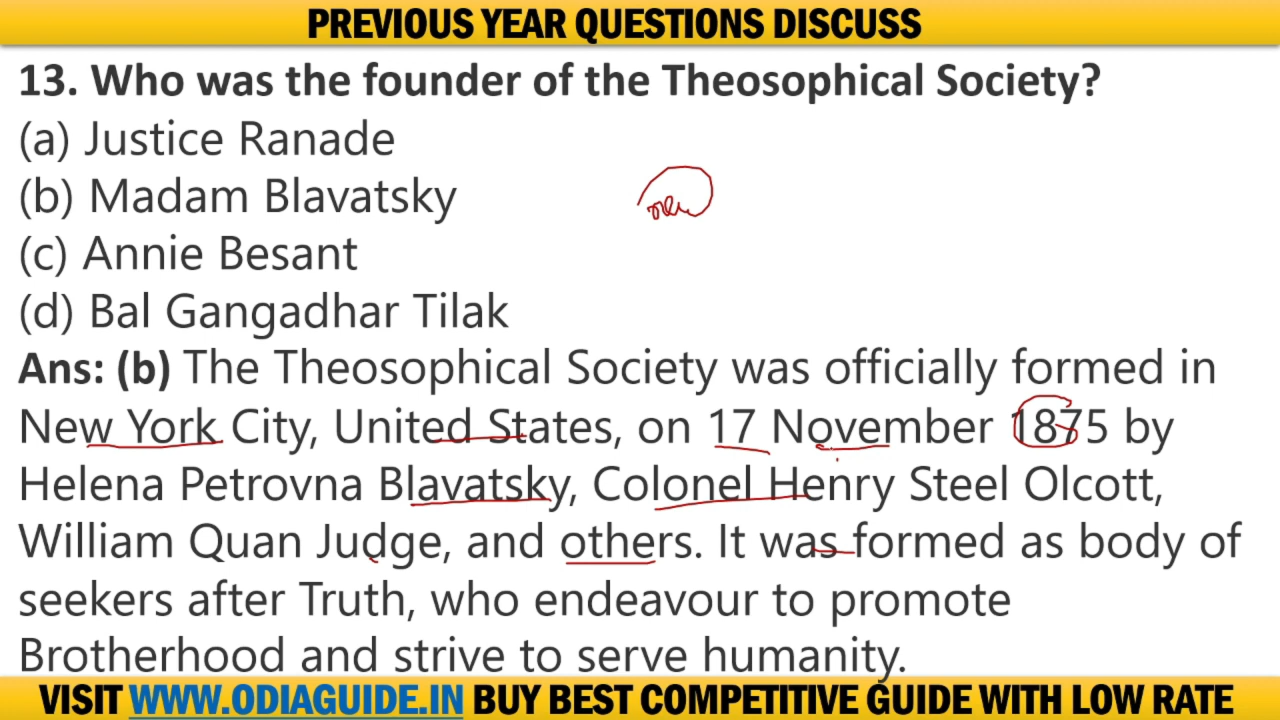 PREVIOUS YEAR QUESTIONS DISCUSS
13. Who was the founder of the Theosophical Society?
(a) Justice Ranade
(b) Madam Blavatsky
(c) Annie Besant
(d) Bal Gangadhar Tilak
Ans: (b) The Theosophical Society was officially formed in
New York City, United States, on 17 November 1875 by
Helena Petrovna Blavatsky, Colonel Henry Steel Olcott,
William Quan Judge, and others. It was formed as body of
seekers after Truth, who endeavour to promote
Brotherhood and strive to serve humanity.
VISIT WWW.ODIAGUIDE.IN BUY BEST COMPETITIVE GUIDE WITH LOW RATE